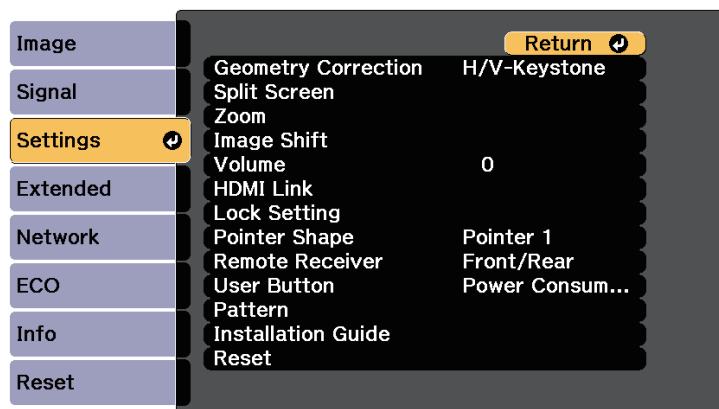 Image
Signal
Settings
Extended
Network
ECO
Info
Reset
Return
Geometry Correction H/V-Keystone
Split Screen
Zoom
Image Shift
Volume 0
HDMI Link
Lock Setting
Pointer Shape Pointer 1
Remote Receiver Front/Rear
User Button Power Consum...
Pattern
Installation Guide
Reset